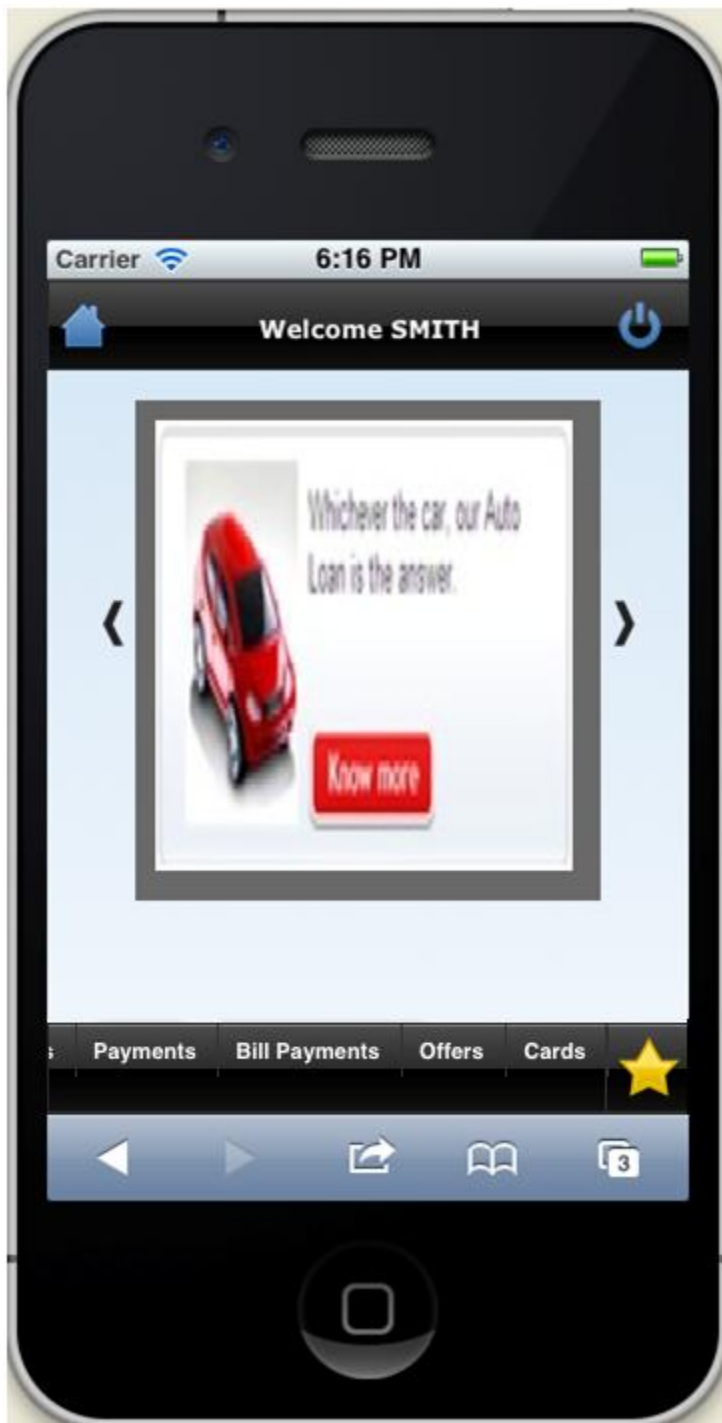 Carrier 6:16 PM
Welcome SMITH
Whichever the car, our Auto
Loan is the answer.
Know more
s Payments Bill Payments Offers Cards
3